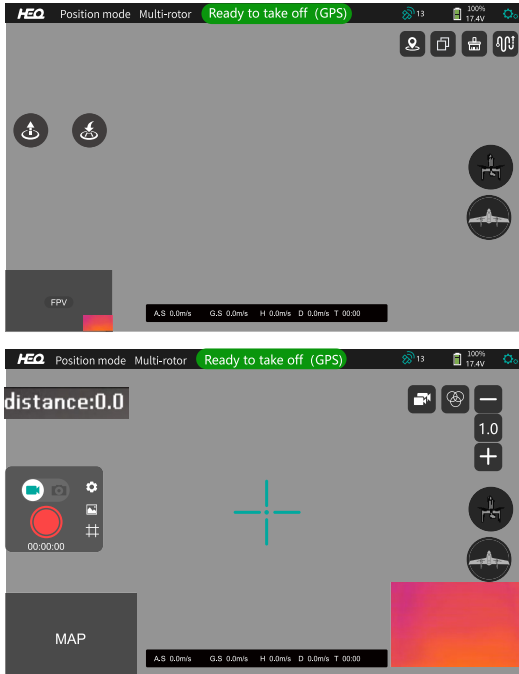 HEQ Position mode Multi-rotor Ready to take off (GPS) 13 100% 17.4V
FPV
A.S 0.0m/s G.S 0.0m/s H 0.0m/s D 0.0m/s T 00:00
HEQ Position mode Multi-rotor Ready to take off (GPS) 13 100% 17.4V
distance:0.0
1.0
00:00:00
MAP
A.S 0.0m/s G.S 0.0m/s H 0.0m/s D 0.0m/s T 00:00